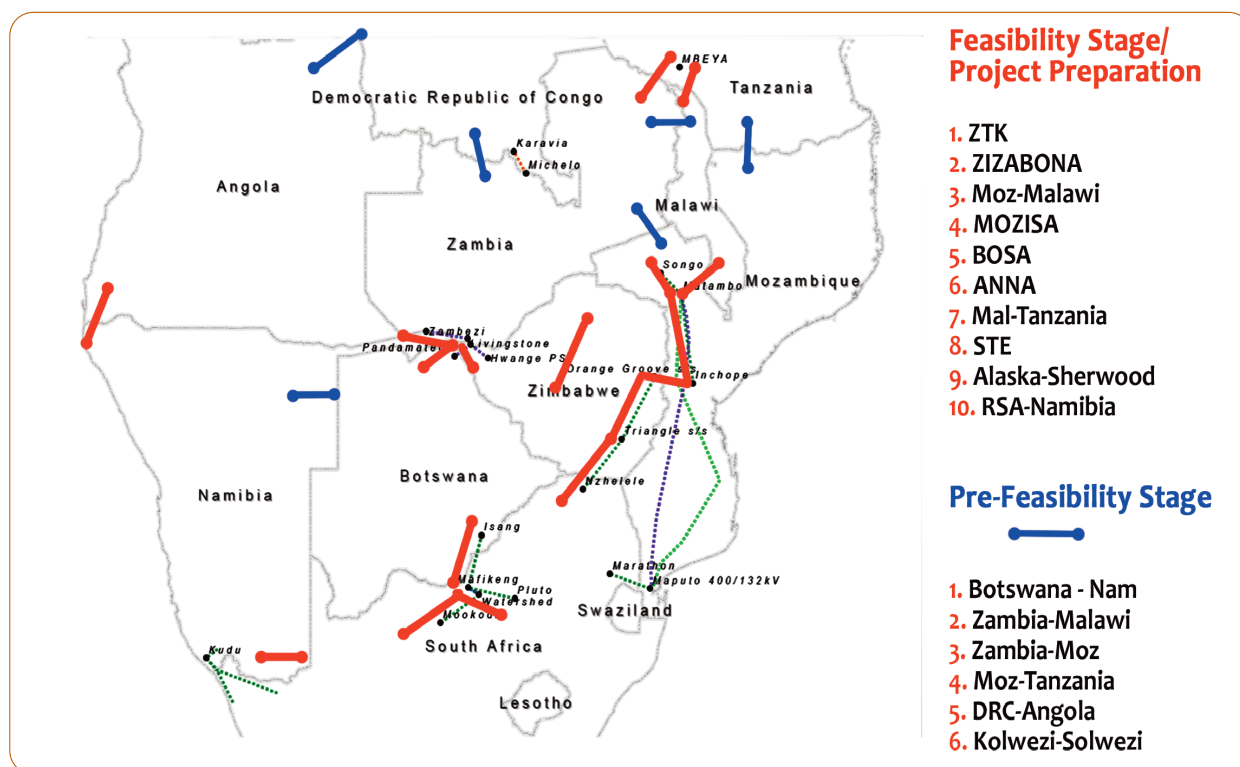 Feasibility Stage/
Project Preparation
1. ZTK
2. ZIZABONA
3. Moz-Malawi
4. MOZISA
5. BOSA
6. ANNA
7. Mal-Tanzania
8. STE
9. Alaska-Sherwood
10. RSA-Namibia
Pre-Feasibility Stage
1. Botswana - Nam
2. Zambia-Malawi
3. Zambia-Moz
4. Moz-Tanzania
5. DRC-Angola
6. Kolwezi-Solwezi
MBEYA
Tanzania
Democratic Republic of Congo
Karavia
Michelo
Angola
Malawi
Zambia
Songo
Mozambique
Zambezi
Livingstone
Hwange PS
Orange Groove s/s
Inchope
Zimbabwe
Triangle s/s
Botswana
Nzhelele
Namibia
Isang
Marathon
Maputo 400/132kV
Mafikeng
Pluto
Watershed
Swaziland
South Africa
Kudu
Lesotho